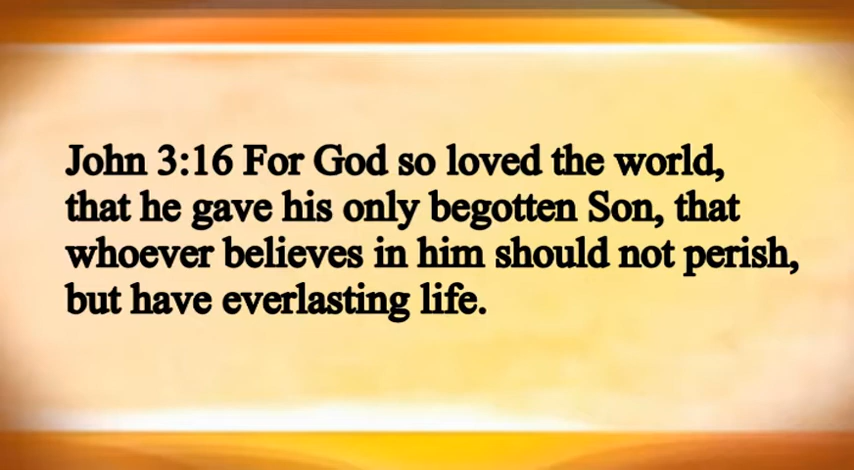 John 3:16 For God so loved the world,
that he gave his only begotten Son, that
whoever believes in him should not perish,
but have everlasting life.